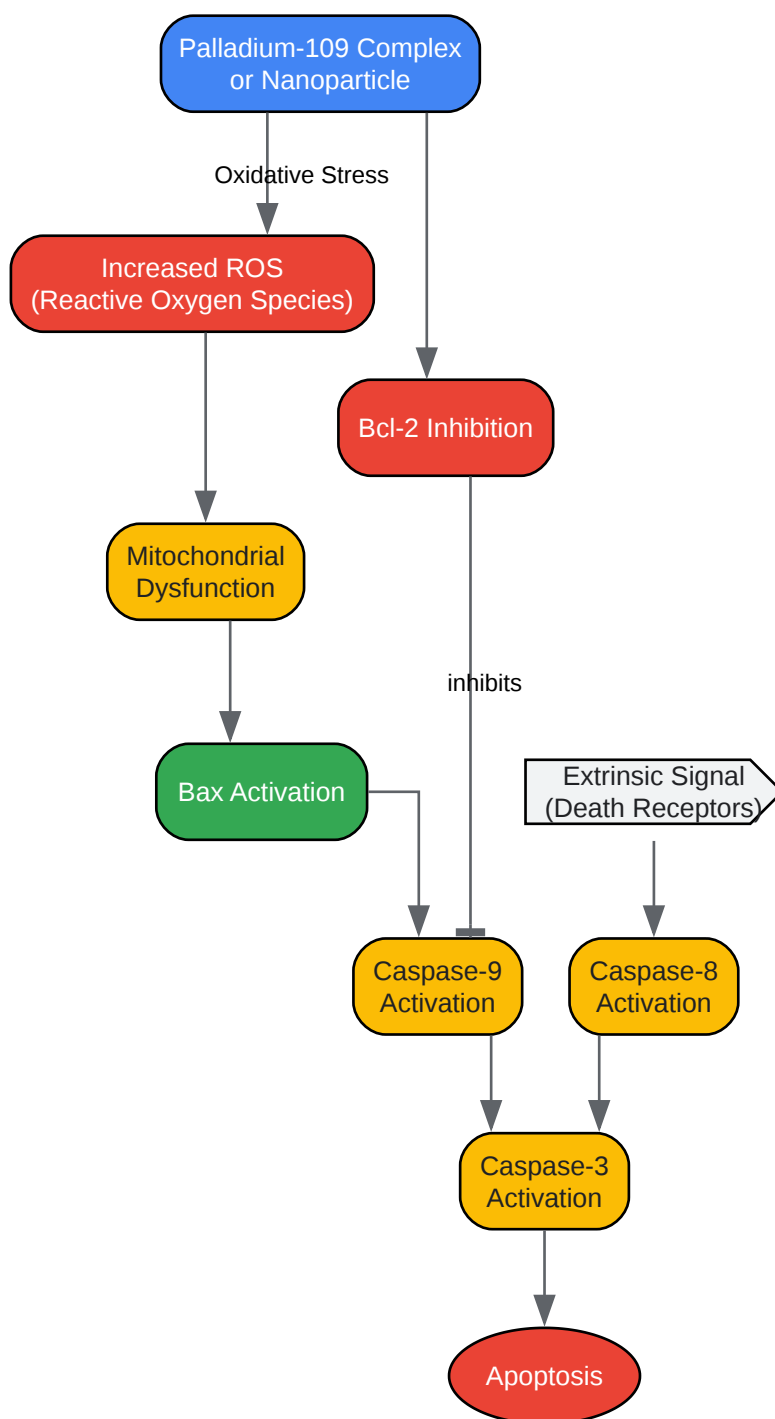 Palladium-109 Complex
or Nanoparticle
Oxidative Stress
Increased ROS
(Reactive Oxygen Species)
Bcl-2 Inhibition
Mitochondrial
Dysfunction
inhibits
Bax Activation
Extrinsic Signal
(Death Receptors)
Caspase-9
Activation
Caspase-8
Activation
Caspase-3
Activation
Apoptosis